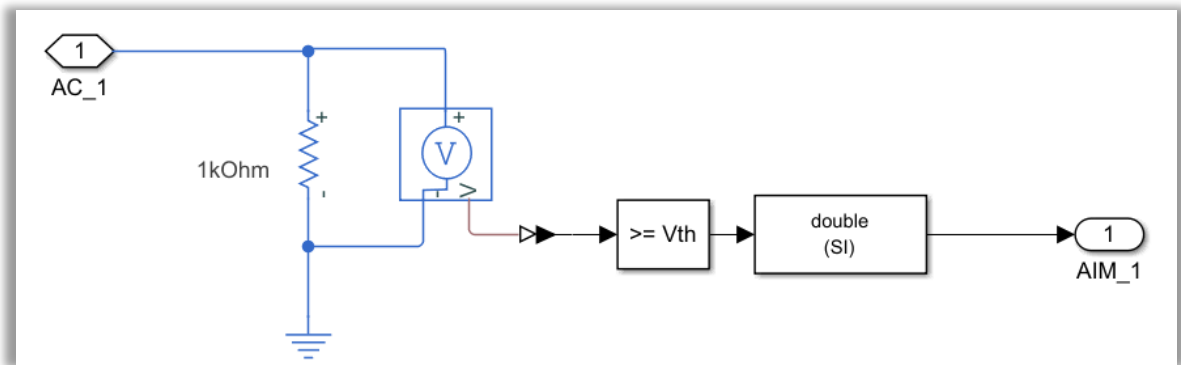 1
AC_1
+
+
V
1kOhm
-
-
V
>= Vth
double
(SI)
1
AIM_1